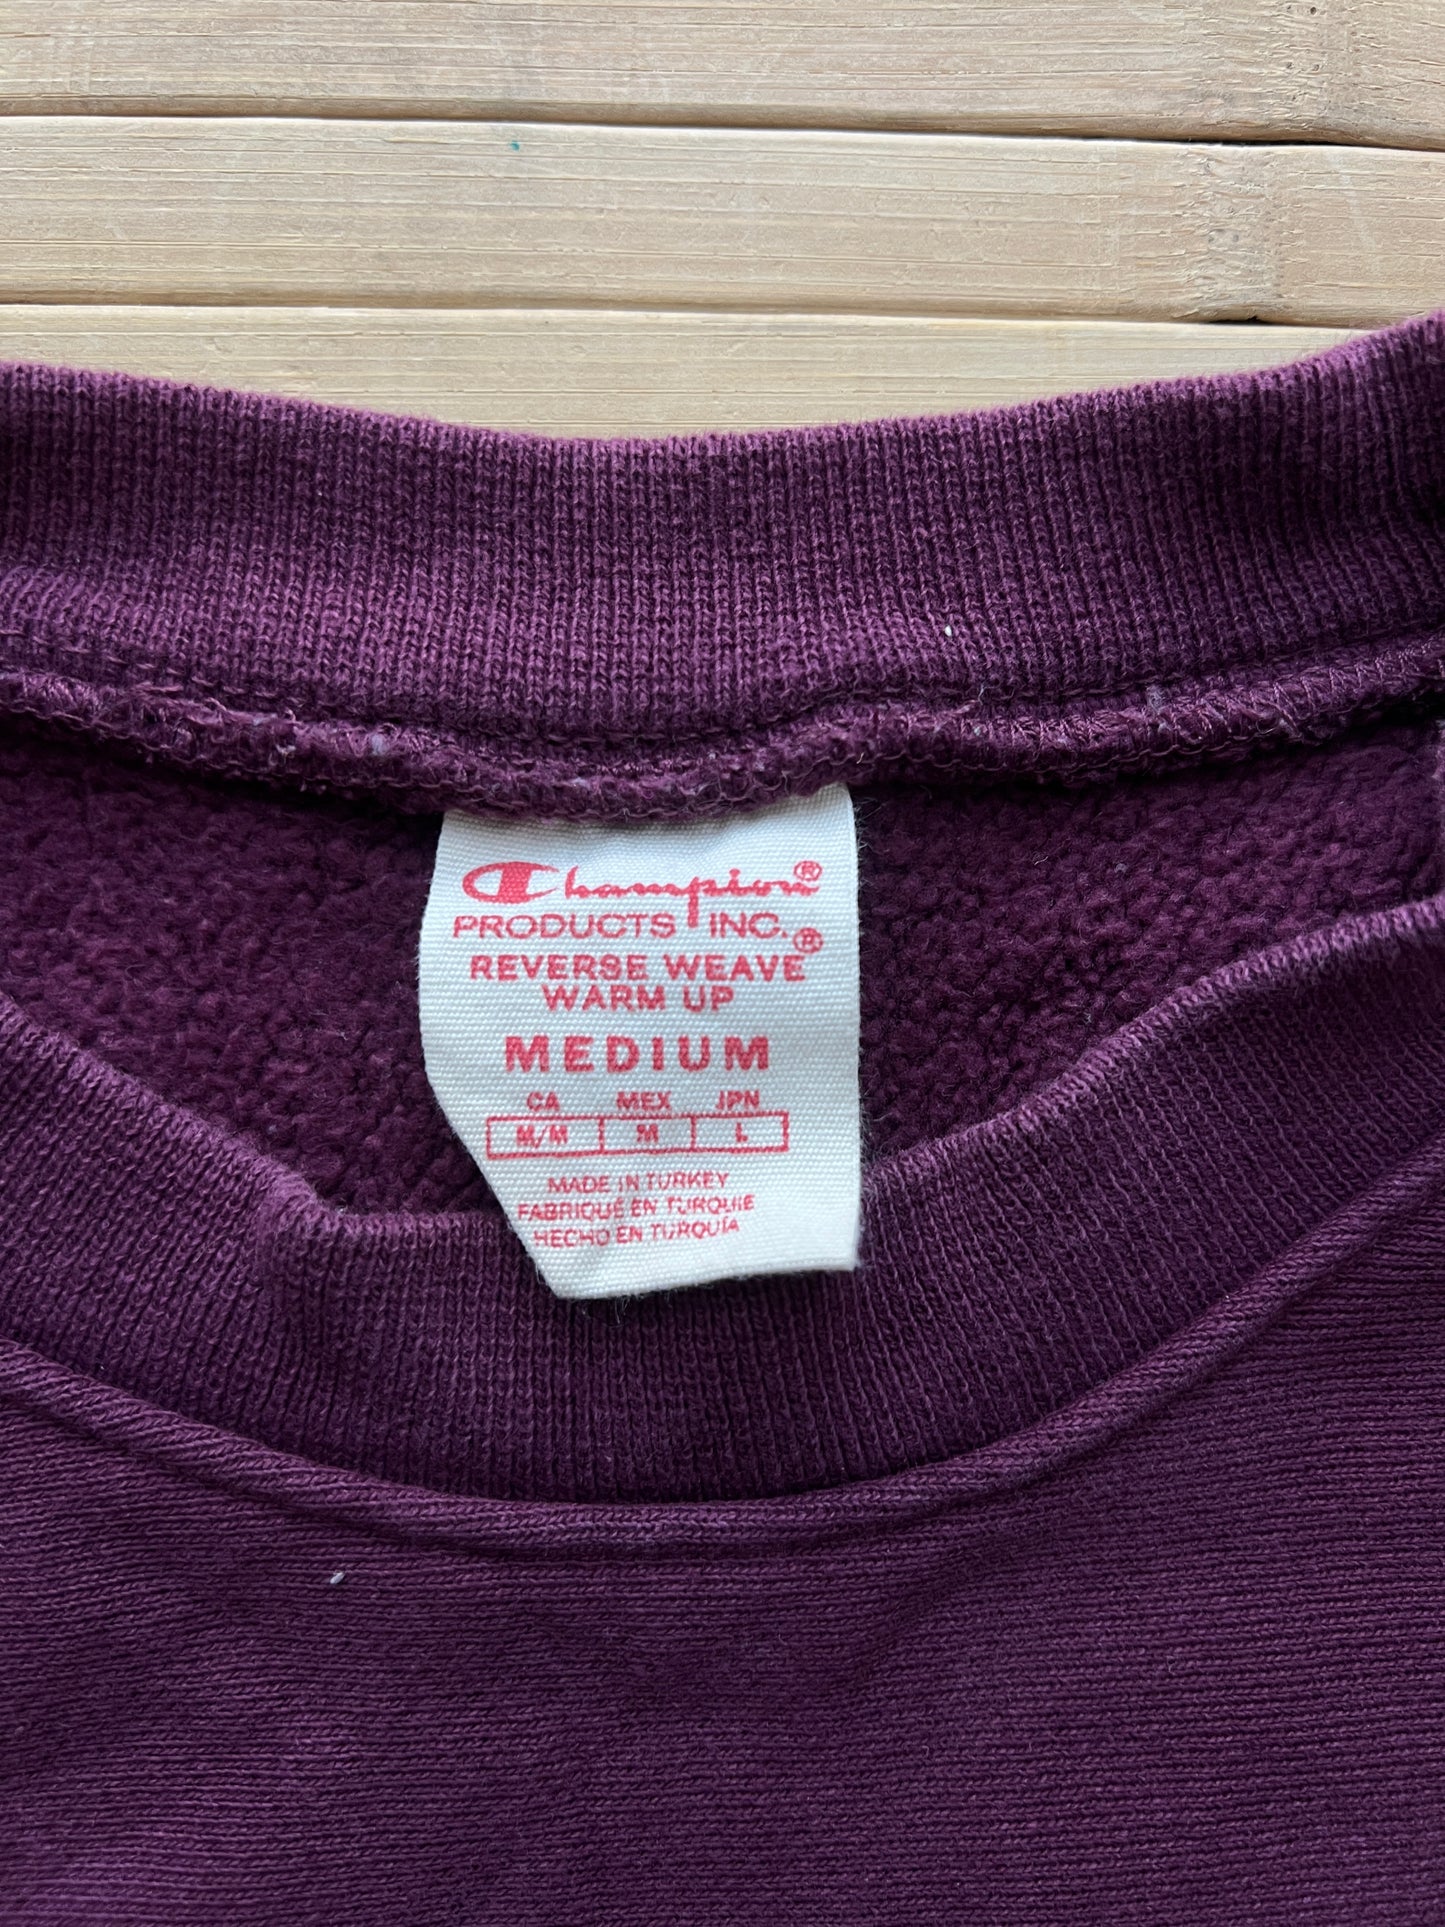 Champion®
PRODUCTS INC.
REVERSE WEAVE®
WARM UP
MEDIUM
CA MEX JPN
M/M M L
MADE IN TURKEY
FABRIQUÉ EN TURQUIE
HECHO EN TURQUÍA